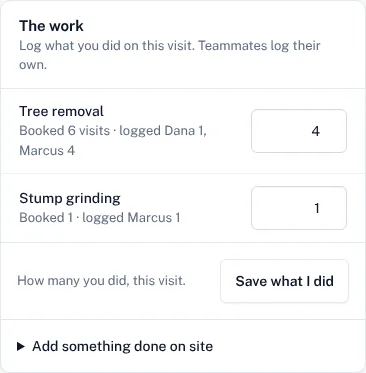 The work
Log what you did on this visit. Teammates log their
own.
Tree removal
Booked 6 visits · logged Dana 1,
Marcus 4
4
Stump grinding
Booked 1 · logged Marcus 1
1
How many you did, this visit.
Save what I did
Add something done on site